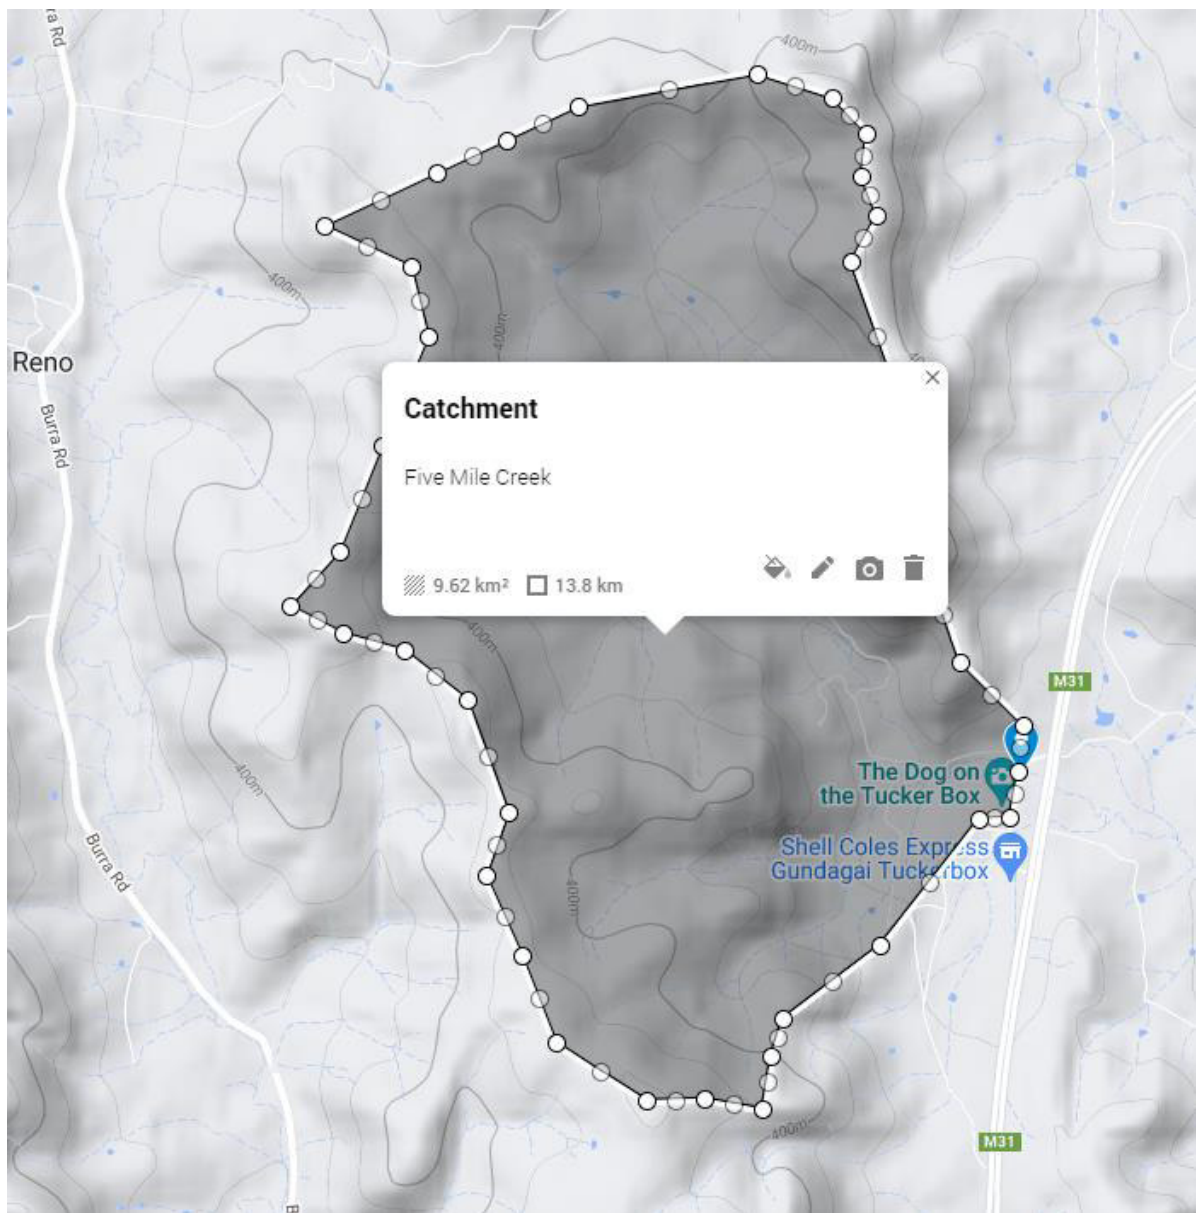 ra Rd
400m
400m
400m
Reno
Burra Rd
Catchment
Five Mile Creek
9.62 km² 13.8 km
400m
M31
The Dog on
the Tucker Box
400m
Shell Coles Express
Gundagai Tuckerbox
Burra Rd
400m
400m
M31
B